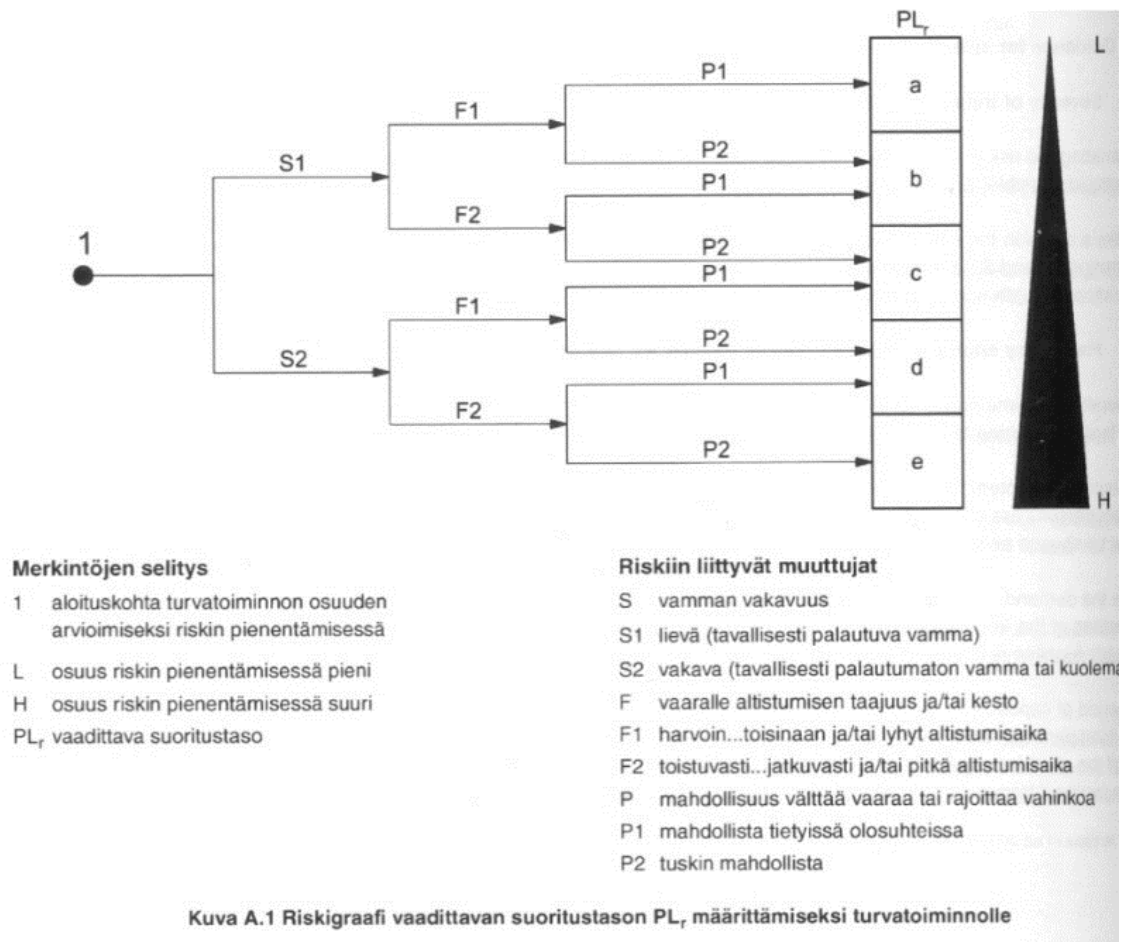 PLr
L
P1
a
F1
P2
S1
b
P1
F2
P2
1
c
P1
F1
P2
S2
d
P1
F2
P2
e
H
Merkintöjen selitys
1 aloituskohta turvatoiminnon osuuden
arvioimiseksi riskin pienentämisessä
L osuus riskin pienentämisessä pieni
H osuus riskin pienentämisessä suuri
PLr vaadittava suoritustaso
Riskiin liittyvät muuttujat
S vamman vakavuus
S1 lievä (tavallisesti palautuva vamma)
S2 vakava (tavallisesti palautumaton vamma tai kuolema
F vaaralle altistumisen taajuus ja/tai kesto
F1 harvoin...toisinaan ja/tai lyhyt altistumisaika
F2 toistuvasti...jatkuvasti ja/tai pitkä altistumisaika
P mahdollisuus välttää vaaraa tai rajoittaa vahinkoa
P1 mahdollista tietyissä olosuhteissa
P2 tuskin mahdollista
Kuva A.1 Riskigraafi vaadittavan suoritustason PLr määrittämiseksi turvatoiminnolle